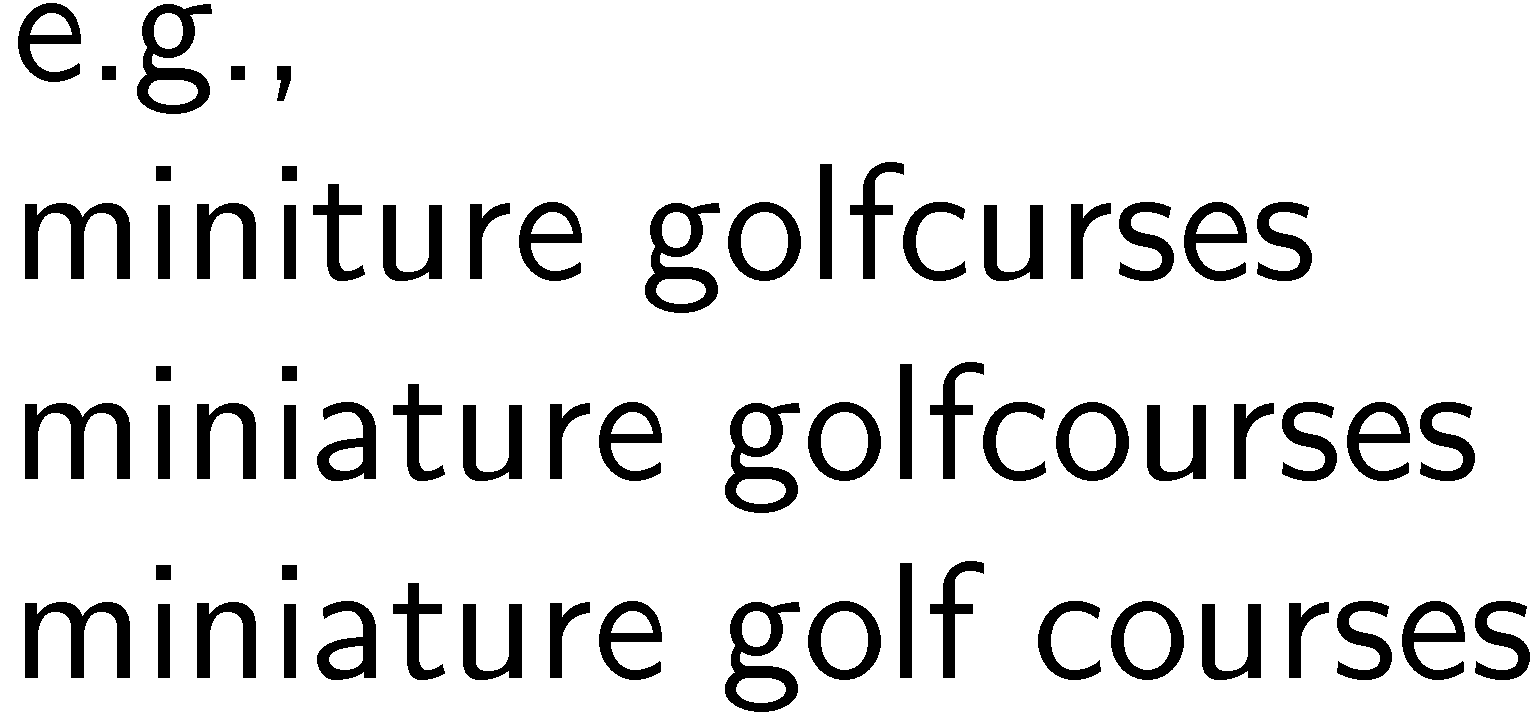 e.g.,
miniture golfcurses
miniature golfcourses
miniature golf courses